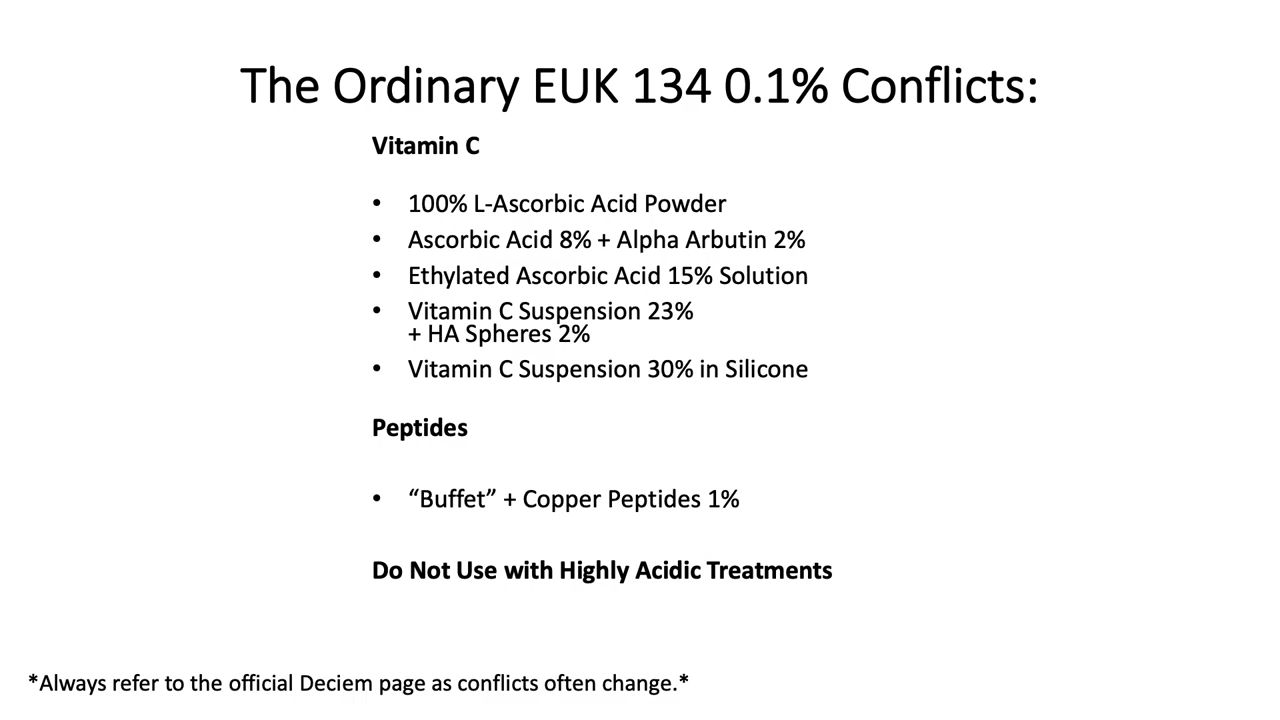 The Ordinary EUK 134 0.1% Conflicts:
Vitamin C
• 100% L-Ascorbic Acid Powder
• Ascorbic Acid 8% + Alpha Arbutin 2%
• Ethylated Ascorbic Acid 15% Solution
• Vitamin C Suspension 23%
+ HA Spheres 2%
• Vitamin C Suspension 30% in Silicone
Peptides
• “Buffet” + Copper Peptides 1%
Do Not Use with Highly Acidic Treatments
*Always refer to the official Deciem page as conflicts often change.*